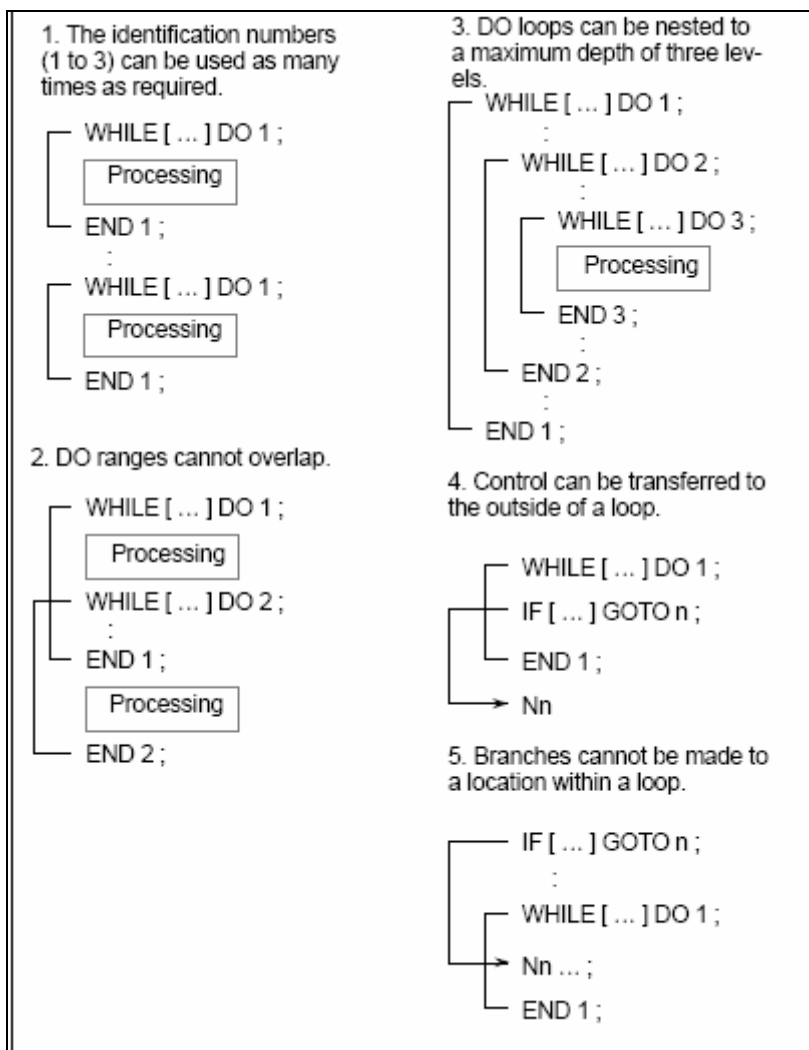 1. The identification numbers
(1 to 3) can be used as many
times as required.
WHILE [ ... ] DO 1 ;
Processing
END 1 ;
:
WHILE [ ... ] DO 1 ;
Processing
END 1 ;
2. DO ranges cannot overlap.
WHILE [ ... ] DO 1 ;
Processing
WHILE [ ... ] DO 2 ;
:
END 1 ;
Processing
END 2 ;
3. DO loops can be nested to
a maximum depth of three lev-
els.
WHILE [ ... ] DO 1 ;
:
WHILE [ ... ] DO 2 ;
:
WHILE [ ... ] DO 3 ;
Processing
END 3 ;
:
END 2 ;
:
END 1 ;
4. Control can be transferred to
the outside of a loop.
WHILE [ ... ] DO 1 ;
IF [ ... ] GOTO n ;
END 1 ;
Nn
5. Branches cannot be made to
a location within a loop.
IF [ ... ] GOTO n ;
:
WHILE [ ... ] DO 1 ;
Nn ... ;
END 1 ;